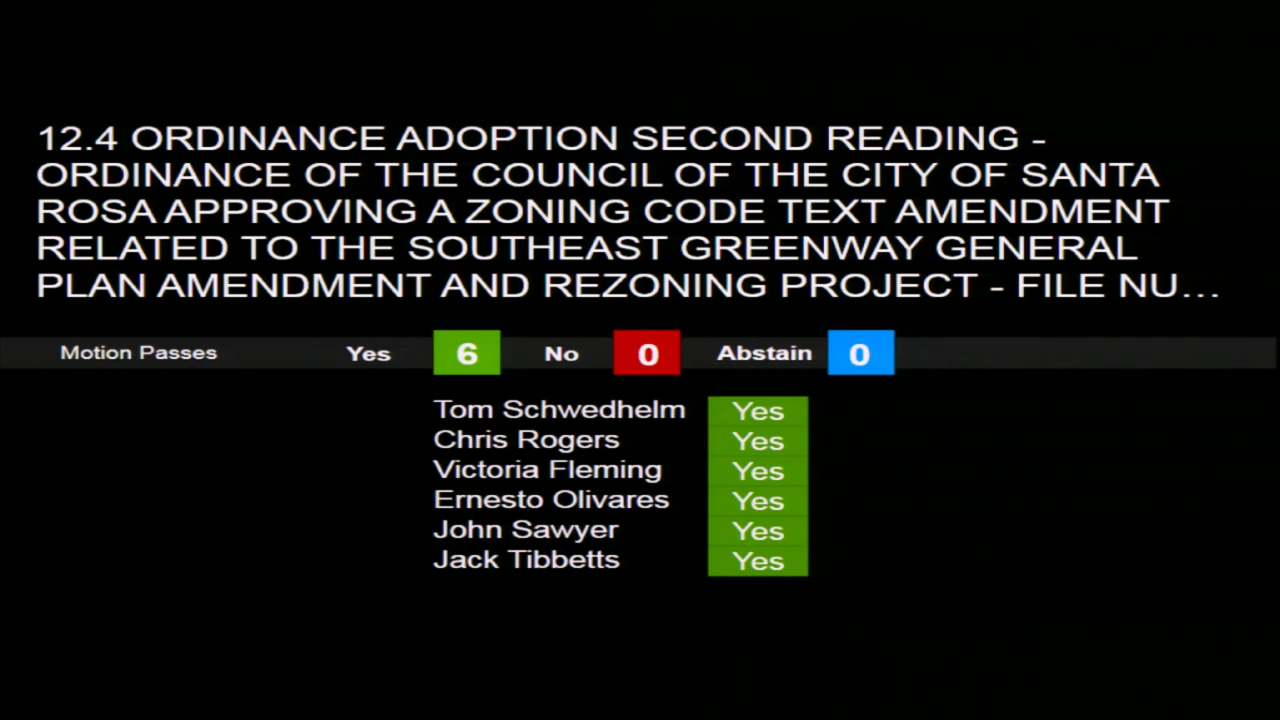 12.4 ORDINANCE ADOPTION SECOND READING -
ORDINANCE OF THE COUNCIL OF THE CITY OF SANTA
ROSA APPROVING A ZONING CODE TEXT AMENDMENT
RELATED TO THE SOUTHEAST GREENWAY GENERAL
PLAN AMENDMENT AND REZONING PROJECT - FILE NU...
Motion Passes Yes 6 No 0 Abstain 0
Tom Schwedhelm Yes
Chris Rogers Yes
Victoria Fleming Yes
Ernesto Olivares Yes
John Sawyer Yes
Jack Tibbetts Yes